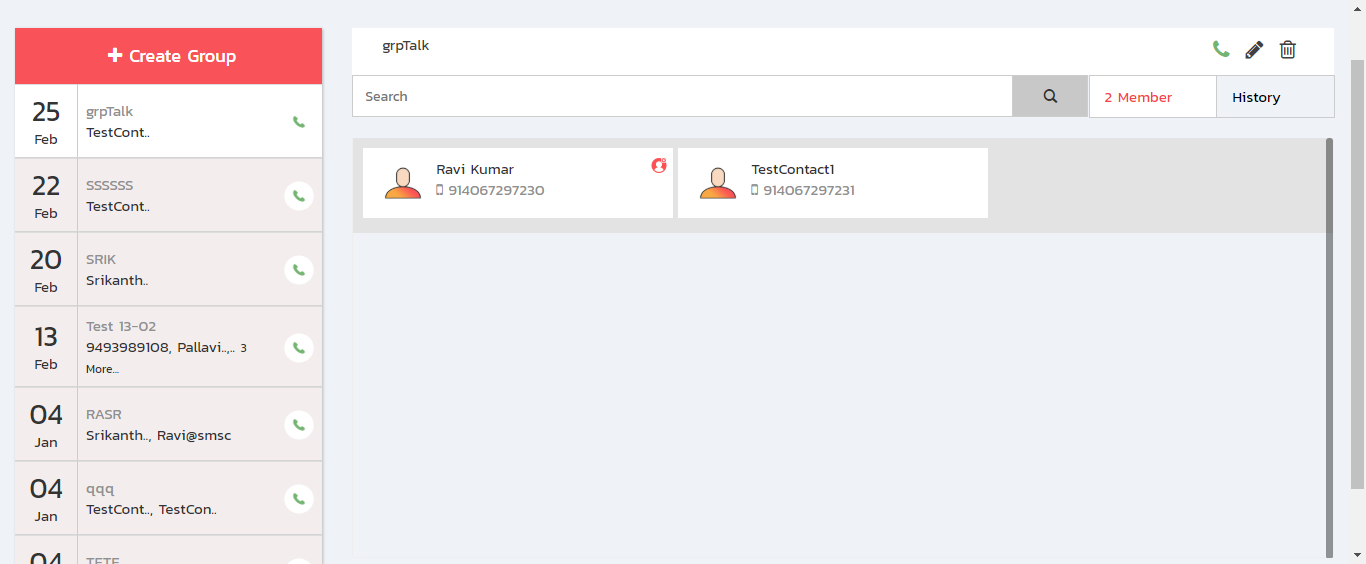 Create Group
25
Feb
grpTalk
TestCont..
22
Feb
SSSSSS
TestCont..
20
Feb
SRIK
Srikanth..
13
Feb
Test 13-02
9493989108, Pallavi..,.. 3
More...
04
Jan
RASR
Srikanth.., Ravi@smsc
04
Jan
qqq
TestCont.., TestCon..
04
TETE
grpTalk
Search
2 Member
History
Ravi Kumar
914067297230
TestContact1
914067297231